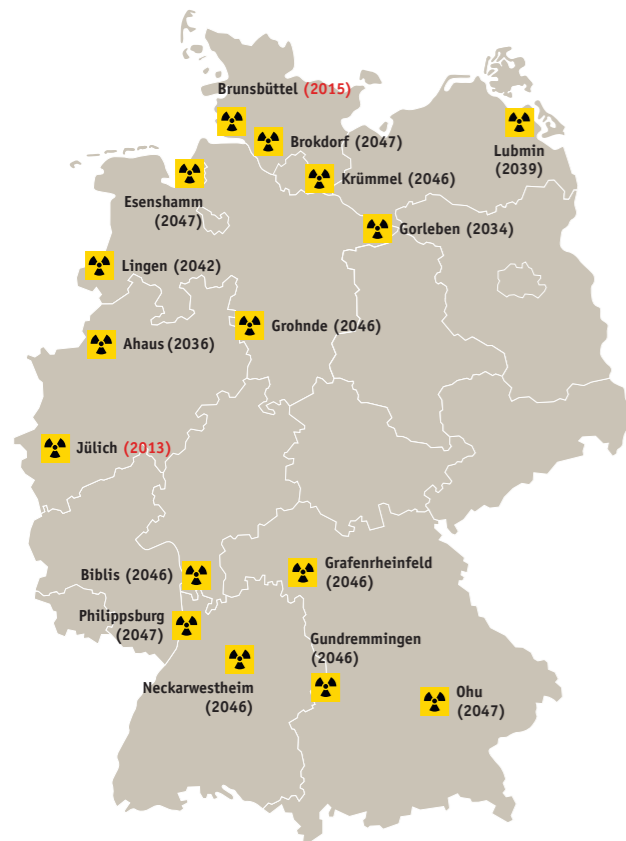 Brunsbüttel (2015)
Brokdorf (2047)
Lubmin
(2039)
Krümmel (2046)
Esenshamm
(2047)
Gorleben (2034)
Lingen (2042)
Grohnde (2046)
Ahaus (2036)
Jülich (2013)
Grafenrheinfeld
(2046)
Biblis (2046)
Philippsburg
(2047)
Gundremmingen
(2046)
Neckarwestheim
(2046)
Ohu
(2047)